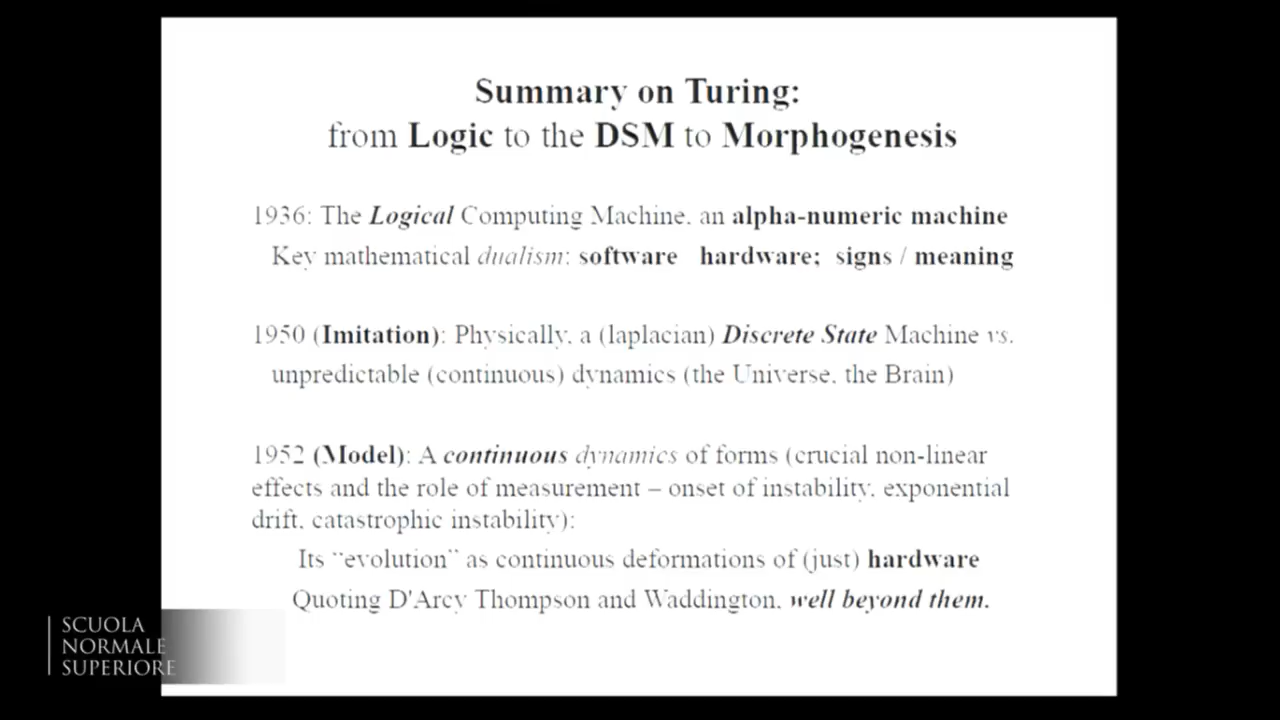 Summary on Turing:
from Logic to the DSM to Morphogenesis
1936: The Logical Computing Machine, an alpha-numeric machine
Key mathematical dualism: software hardware; signs / meaning
1950 (Imitation): Physically, a (laplacian) Discrete State Machine vs.
unpredictable (continuous) dynamics (the Universe, the Brain)
1952 (Model): A continuous dynamics of forms (crucial non-linear
effects and the role of measurement – onset of instability, exponential
drift, catastrophic instability):
Its “evolution” as continuous deformations of (just) hardware
Quoting D'Arcy Thompson and Waddington, well beyond them.
SCUOLA
NORMALE
SUPERIORE